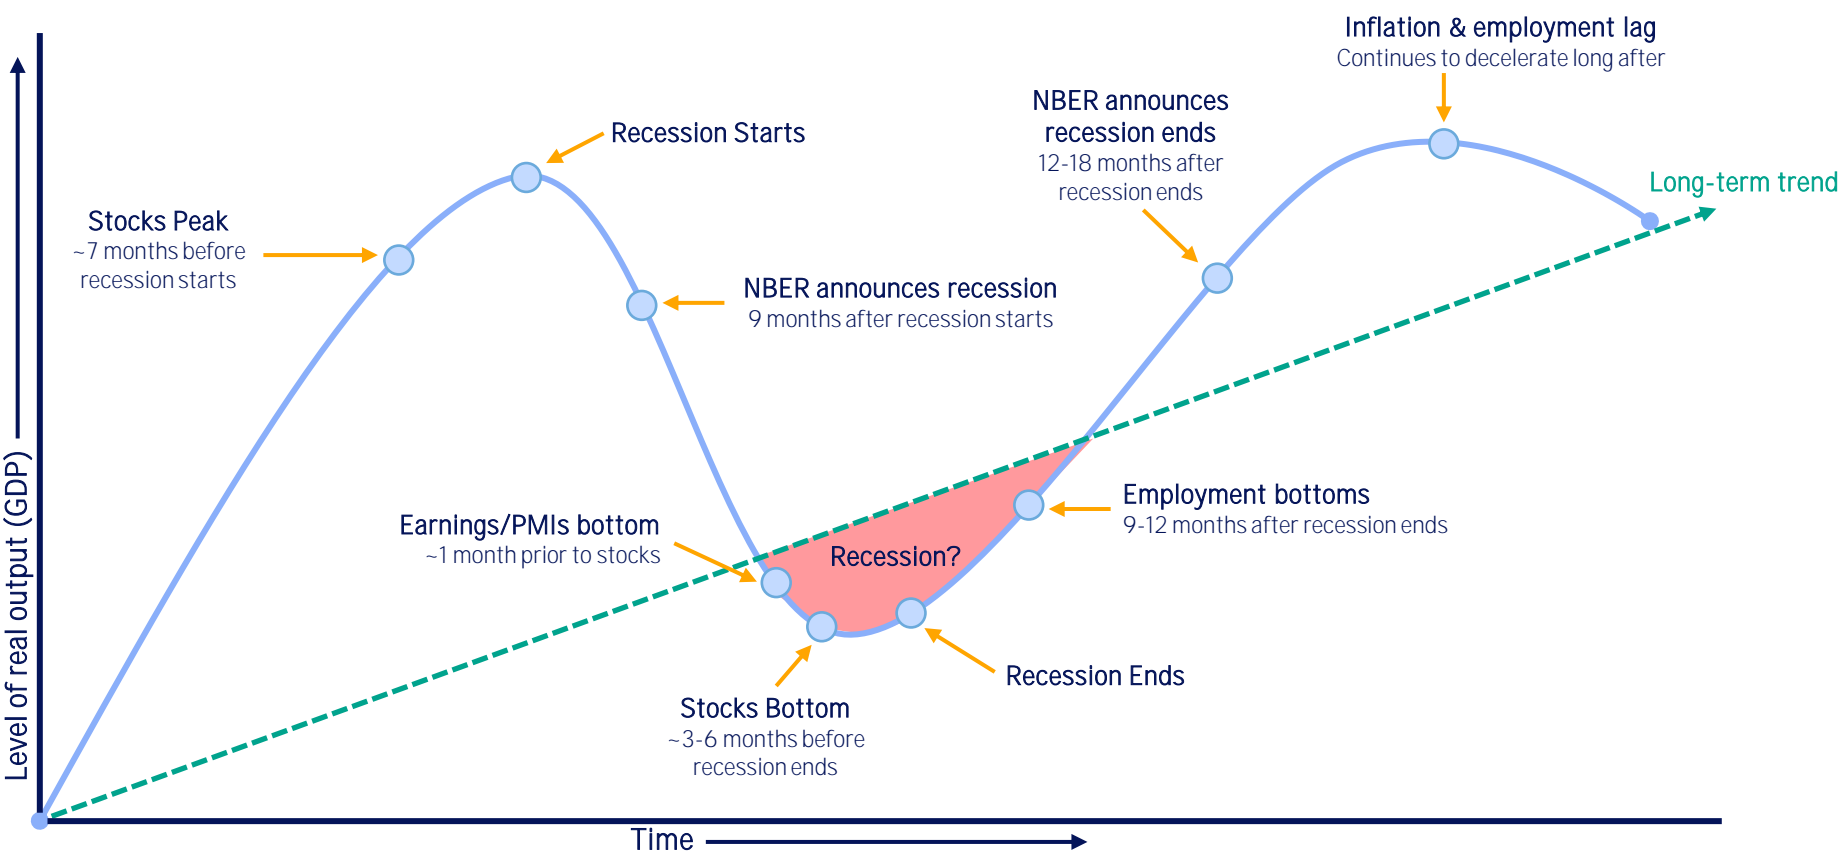 Inflation & employment lag
Continues to decelerate long after
NBER announces
recession ends
12-18 months after
recession ends
Recession Starts
Long-term trend
Stocks Peak
~7 months before
recession starts
NBER announces recession
9 months after recession starts
Earnings/PMIs bottom
~1 month prior to stocks
Recession?
Employment bottoms
9-12 months after recession ends
Recession Ends
Stocks Bottom
~3-6 months before
recession ends
Level of real output (GDP)
Time